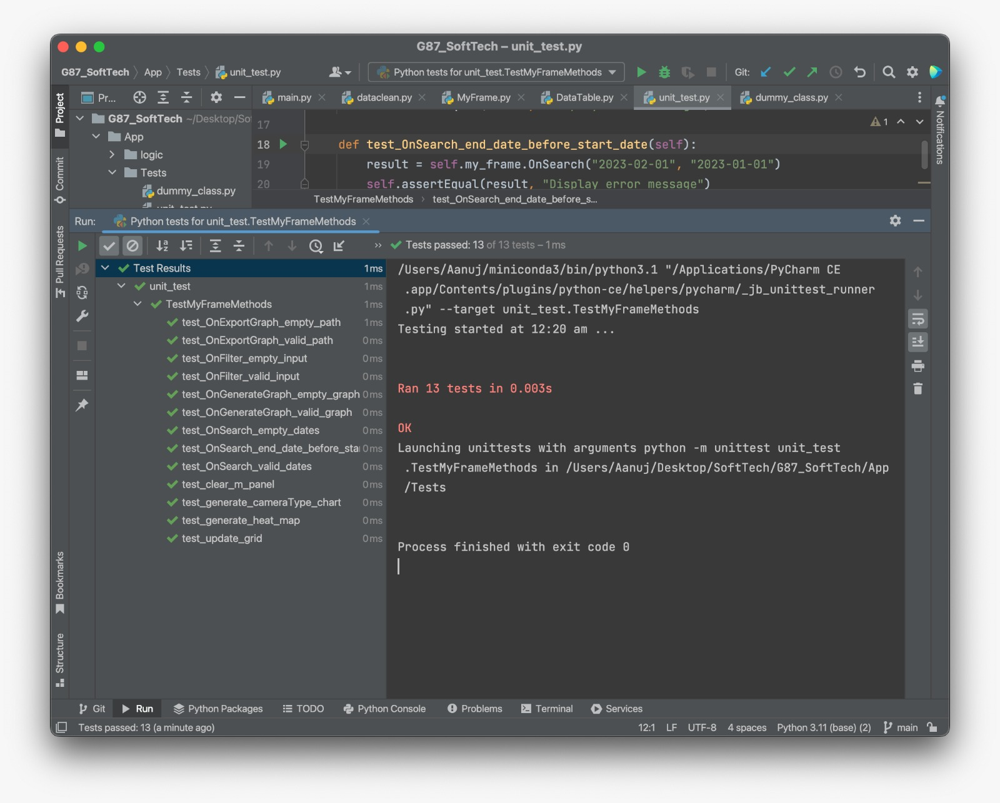 G87_SoftTech – unit_test.py
G87_SoftTech App Tests unit_test.py
Python tests for unit_test.TestMyFrameMethods
Git:
Project
Commit
Pull Requests
Bookmarks
Structure
Notifications
Pr...
main.py
dataclean.py
MyFrame.py
DataTable.py
unit_test.py
dummy_class.py
G87_SoftTech ~/Desktop/So
App
logic
Tests
dummy_class.py
unit_test.py
17
18 def test_OnSearch_end_date_before_start_date(self):
19 result = self.my_frame.OnSearch("2023-02-01", "2023-01-01")
20 self.assertEqual(result, "Display error message")
1
TestMyFrameMethods › test_OnSearch_end_date_before_s...
Run: Python tests for unit_test.TestMyFrameMethods
Tests passed: 13 of 13 tests – 1 ms
Test Results 1 ms
unit_test 1 ms
TestMyFrameMethods 1 ms
test_OnExportGraph_empty_path 1 ms
test_OnExportGraph_valid_path 0 ms
test_OnFilter_empty_input 0 ms
test_OnFilter_valid_input 0 ms
test_OnGenerateGraph_empty_graph 0 ms
test_OnGenerateGraph_valid_graph 0 ms
test_OnSearch_empty_dates 0 ms
test_OnSearch_end_date_before_sta 0 ms
test_OnSearch_valid_dates 0 ms
test_clear_m_panel 0 ms
test_generate_cameraType_chart 0 ms
test_generate_heat_map 0 ms
test_update_grid 0 ms
/Users/Aanuj/miniconda3/bin/python3.1 "/Applications/PyCharm CE
.app/Contents/plugins/python-ce/helpers/pycharm/_jb_unittest_runner
.py" --target unit_test.TestMyFrameMethods
Testing started at 12:20 am ...
Ran 13 tests in 0.003s
OK
Launching unittests with arguments python -m unittest unit_test
.TestMyFrameMethods in /Users/Aanuj/Desktop/SoftTech/G87_SoftTech/App
/Tests
Process finished with exit code 0
Git Run Python Packages TODO Python Console Problems Terminal Services
Tests passed: 13 (a minute ago)
12:1 LF UTF-8 4 spaces Python 3.11 (base) (2) main